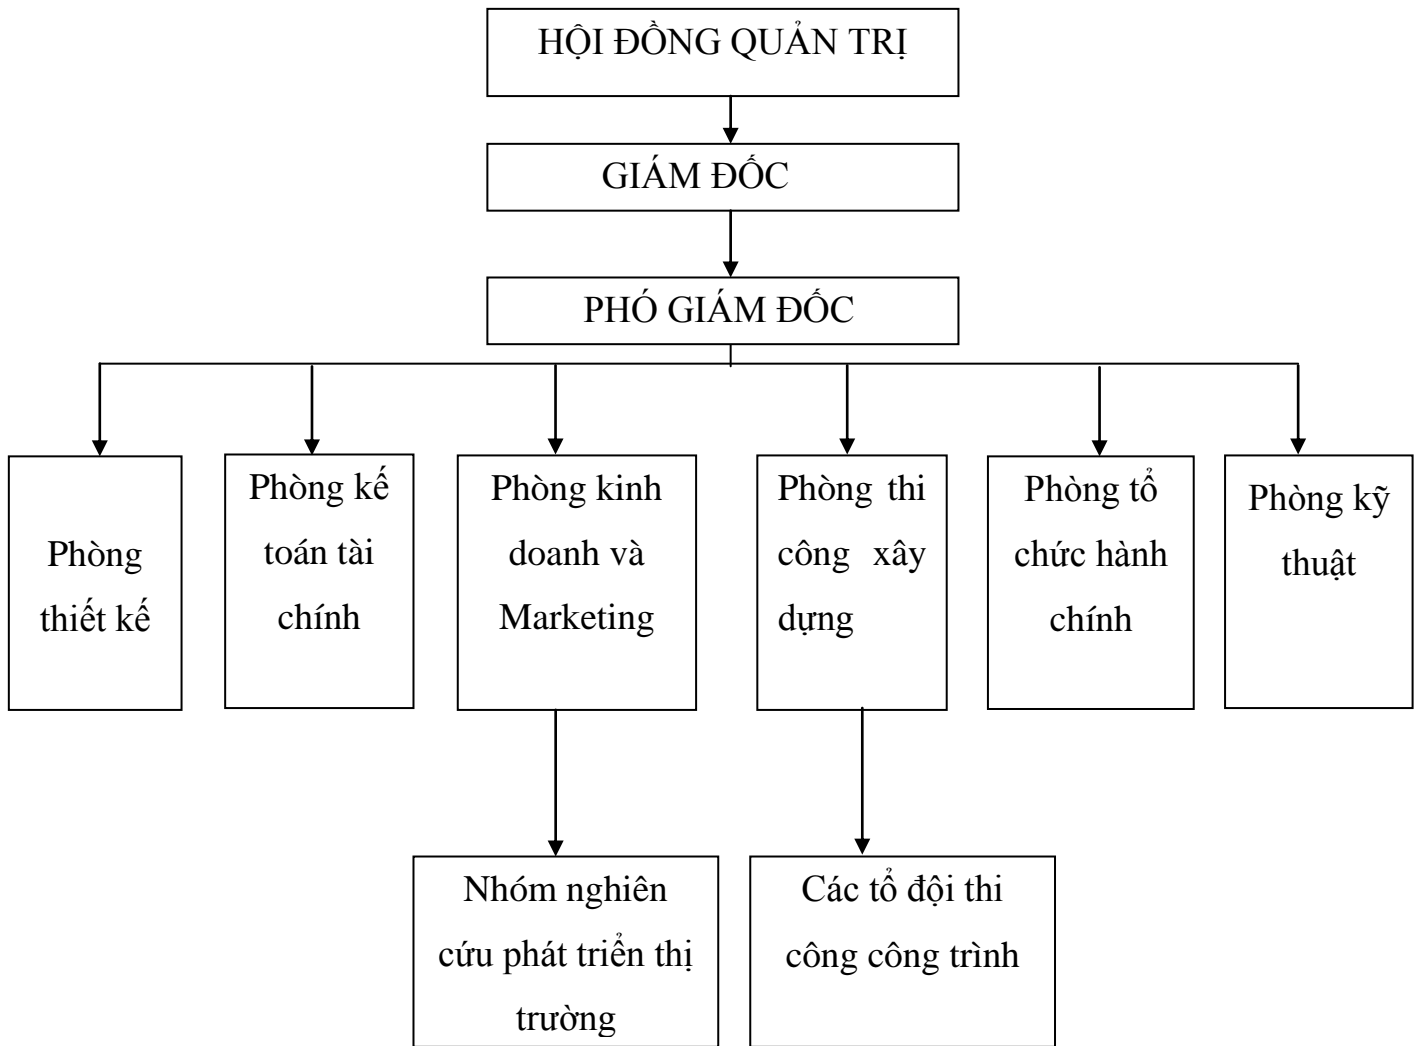 HỘI ĐỒNG QUẢN TRỊ
GIÁM ĐỐC
PHÓ GIÁM ĐỐC
Phòng
thiết kế
Phòng kế
toán tài
chính
Phòng kinh
doanh và
Marketing
Phòng thi
công xây
dựng
Phòng tổ
chức hành
chính
Phòng kỹ
thuật
Nhóm nghiên
cứu phát triển thị
trường
Các tổ đội thi
công công trình